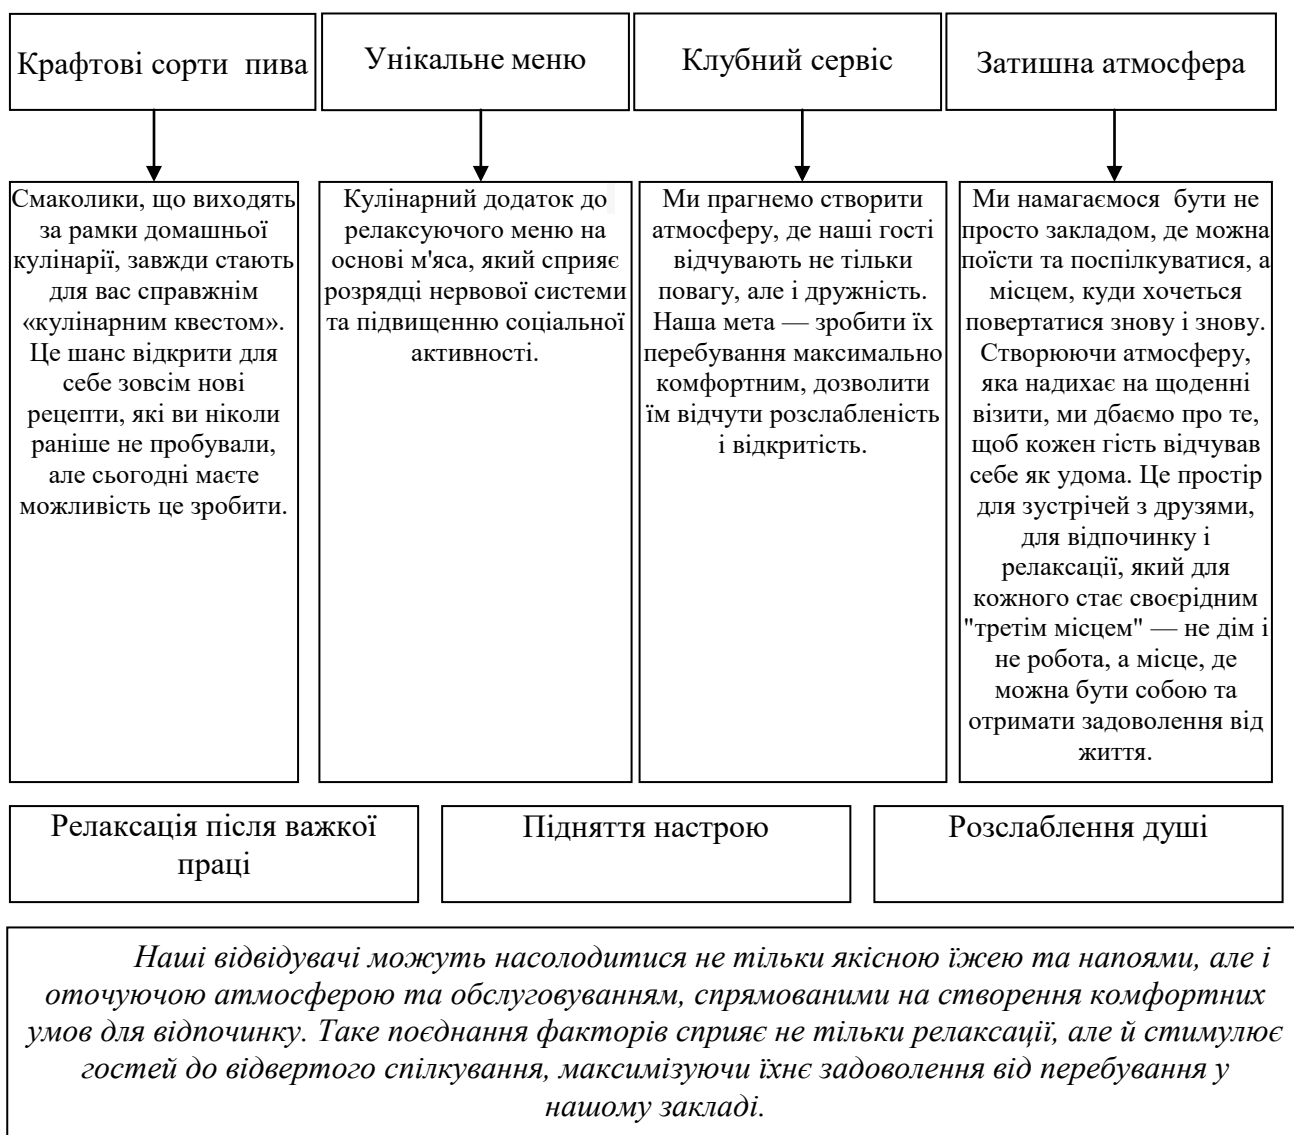 Крафтові сорти  пива
Унікальне меню
Клубний сервіс
Затишна атмосфера
Смаколики, що виходять
за рамки домашньої
кулінарії, завжди стають
для вас справжнім
«кулінарним квестом».
Це шанс відкрити для
себе зовсім нові
рецепти, які ви ніколи
раніше не пробували,
але сьогодні маєте
можливість це зробити.
Кулінарний додаток до
релаксуючого меню на
основі м'яса, який сприяє
розрядці нервової системи
та підвищенню соціальної
активності.
Ми прагнемо створити
атмосферу, де наші гості
відчувають не тільки
повагу, але і дружність.
Наша мета — зробити їх
перебування максимально
комфортним, дозволити
їм відчути розслабленість
і відкритість.
Ми намагаємося  бути не
просто закладом, де можна
поїсти та поспілкуватися, а
місцем, куди хочеться
повертатися знову і знову.
Створюючи атмосферу,
яка надихає на щоденні
візити, ми дбаємо про те,
щоб кожен гість відчував
себе як удома. Це простір
для зустрічей з друзями,
для відпочинку і
релаксації, який для
кожного стає своєрідним
"третім місцем" — не дім і
не робота, а місце, де
можна бути собою та
отримати задоволення від
життя.
Релаксація після важкої
праці
Підняття настрою
Розслаблення душі
Наші відвідувачі можуть насолодитися не тільки якісною їжею та напоями, але і
оточуючою атмосферою та обслуговуванням, спрямованими на створення комфортних
умов для відпочинку. Таке поєднання факторів сприяє не тільки релаксації, але й стимулює
гостей до відвертого спілкування, максимізуючи їхнє задоволення від перебування у
нашому закладі.